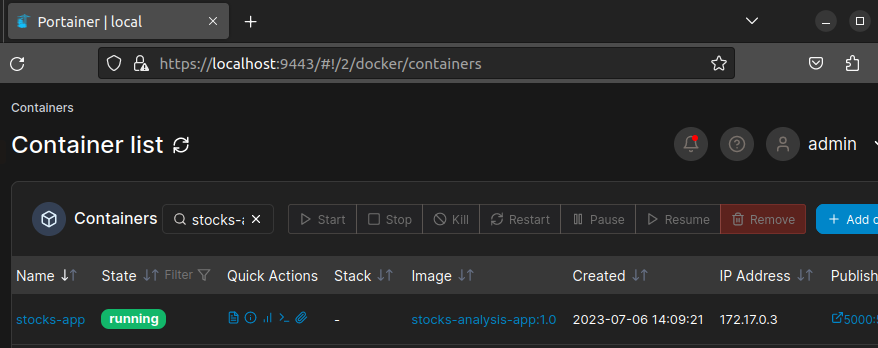 Portainer | local
https://localhost:9443/#!/2/docker/containers
Containers
Container list
admin
Containers stocks-a Start Stop Kill Restart Pause Resume Remove + Add
Name State Filter Quick Actions Stack Image Created IP Address Publish
stocks-app running - stocks-analysis-app:1.0 2023-07-06 14:09:21 172.17.0.3 5000: